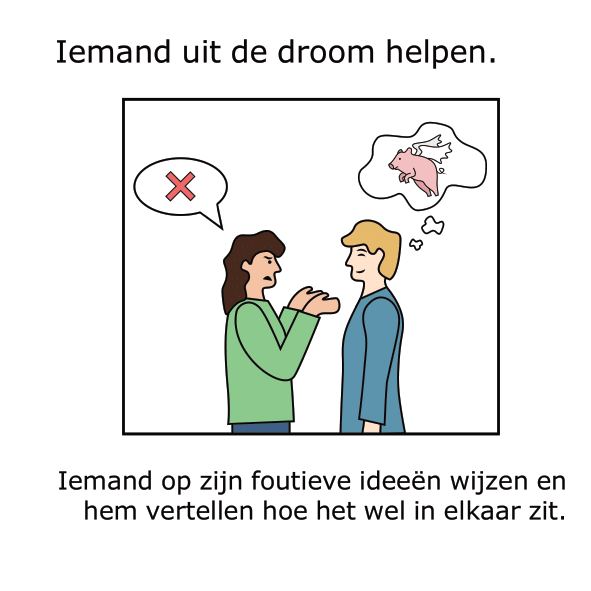 Iemand uit de droom helpen.
Iemand op zijn foutieve ideeën wijzen en
hem vertellen hoe het wel in elkaar zit.